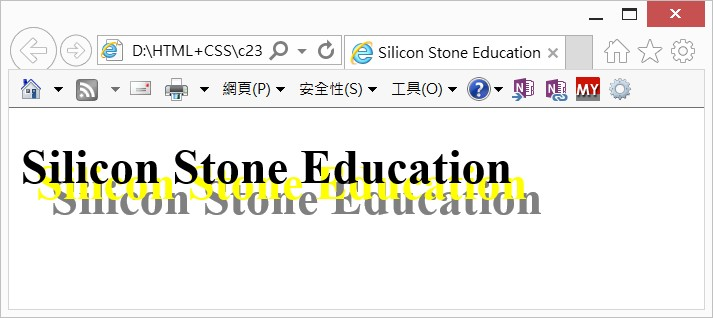 D:\HTML+CSS\c23
Silicon Stone Education
網頁(P) 安全性(S) 工具(O) ? N N MY
Silicon Stone Education
Silicon Stone Education
Silicon Stone Education